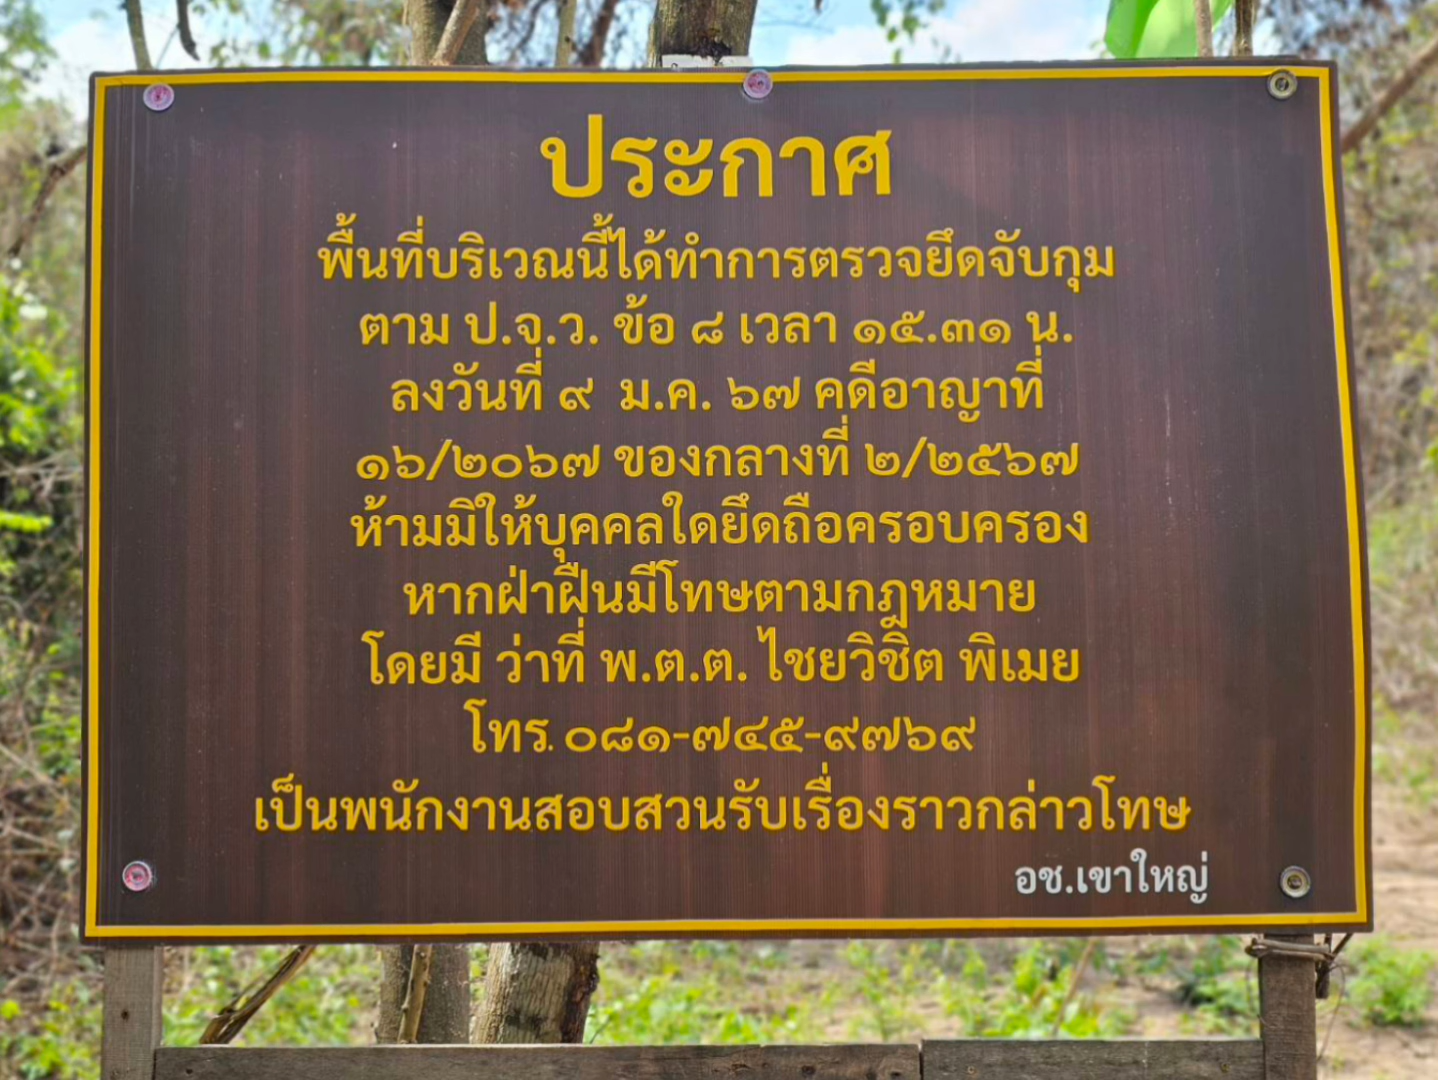 ประกาศ
พื้นที่บริเวณนี้ได้ทำการตรวจยึดจับกุม
ตาม ป.จ.ว. ข้อ ๘ เวลา ๑๕.๓๑ น.
ลงวันที่ ๙ ม.ค. ๖๗ คดีอาญาที่
๑๖/๒๐๖๗ ของกลางที่ ๒/๒๕๖๗
ห้ามมิให้บุคคลใดยึดถือครอบครอง
หากฝ่าฝืนมีโทษตามกฎหมาย
โดยมี ว่าที่ พ.ต.ต. ไชยวิชิต พิเมย
โทร. ๐๘๑-๗๔๕-๙๗๖๙
เป็นพนักงานสอบสวนรับเรื่องราวกล่าวโทษ
อช.เขาใหญ่